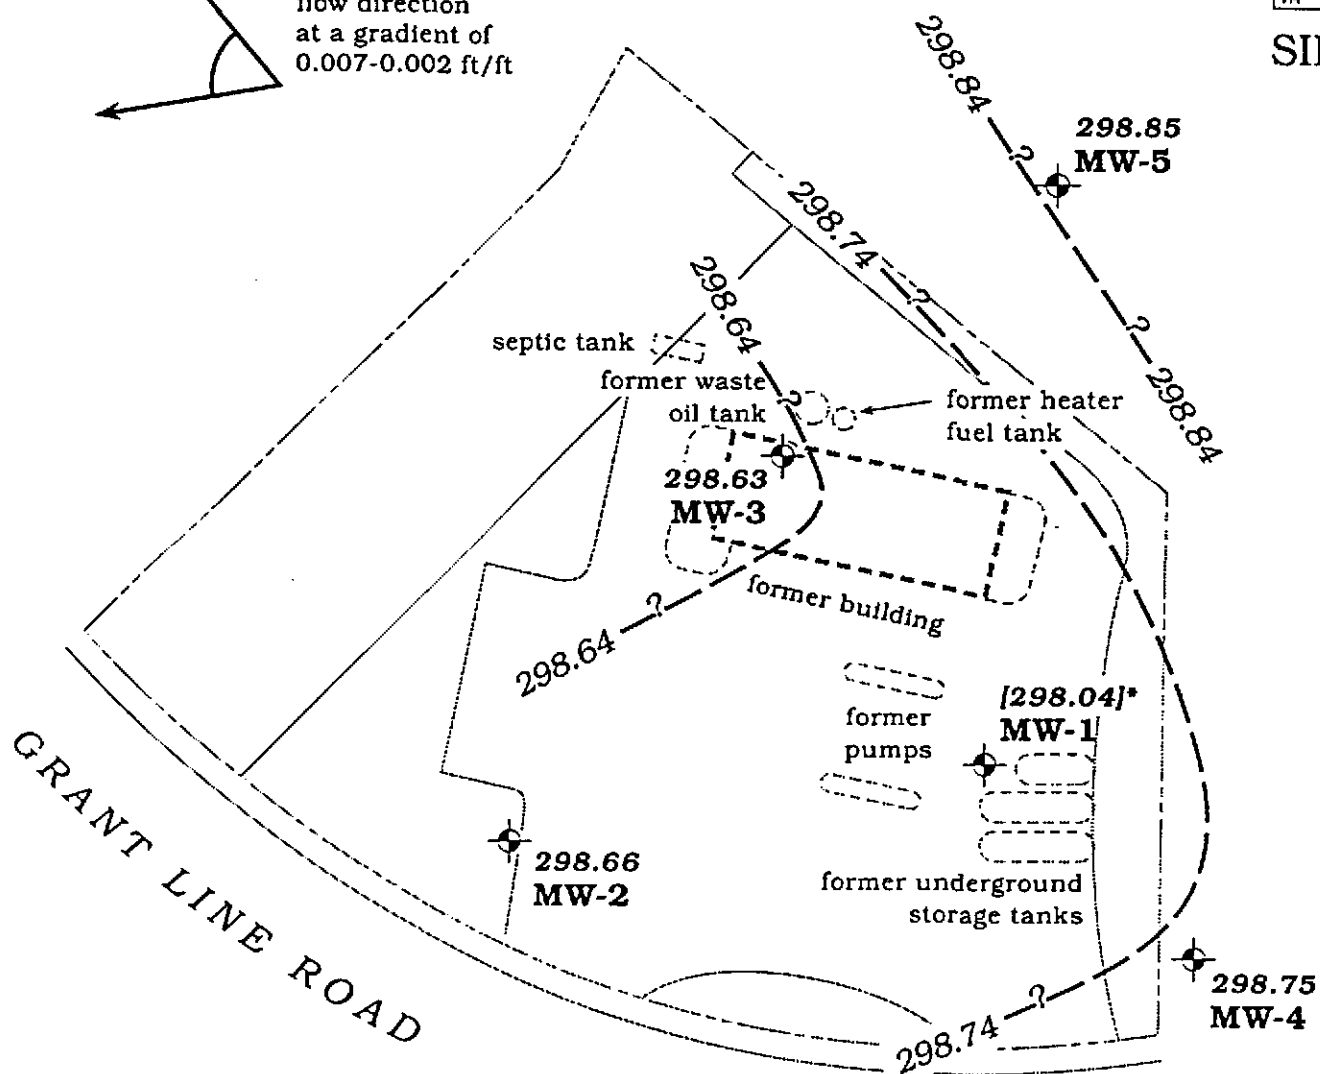 flow direction
at a gradient of
0.007-0.002 ft/ft
298.84
298.85
MW-5
?
298.74
?
298.64
septic tank
?
former waste
oil tank
?
former heater
fuel tank
298.84
298.63
MW-3
former building
?
298.64
[298.04]*
MW-1
former
pumps
GRANT LINE ROAD
298.66
MW-2
former underground
storage tanks
298.75
MW-4
?
298.74